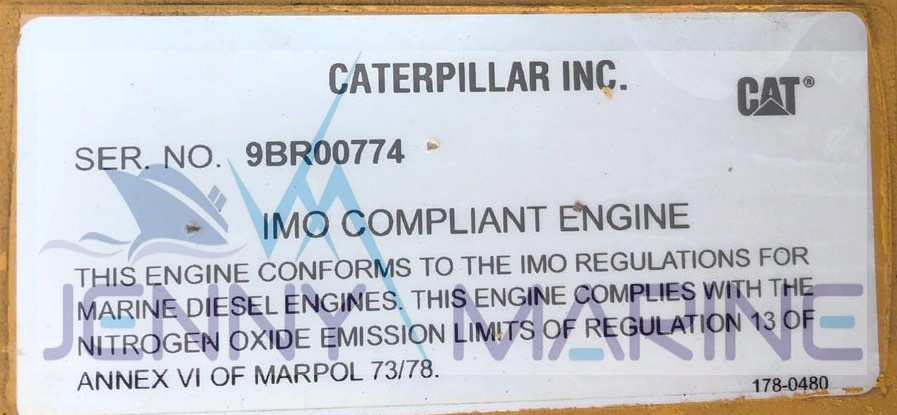 CATERPILLAR INC.
CAT®
SER. NO. 9BR00774
IMO COMPLIANT ENGINE
THIS ENGINE CONFORMS TO THE IMO REGULATIONS FOR
MARINE DIESEL ENGINES. THIS ENGINE COMPLIES WITH THE
NITROGEN OXIDE EMISSION LIMITS OF REGULATION 13 OF
ANNEX VI OF MARPOL 73/78.
178-0480
JENNY MARINE